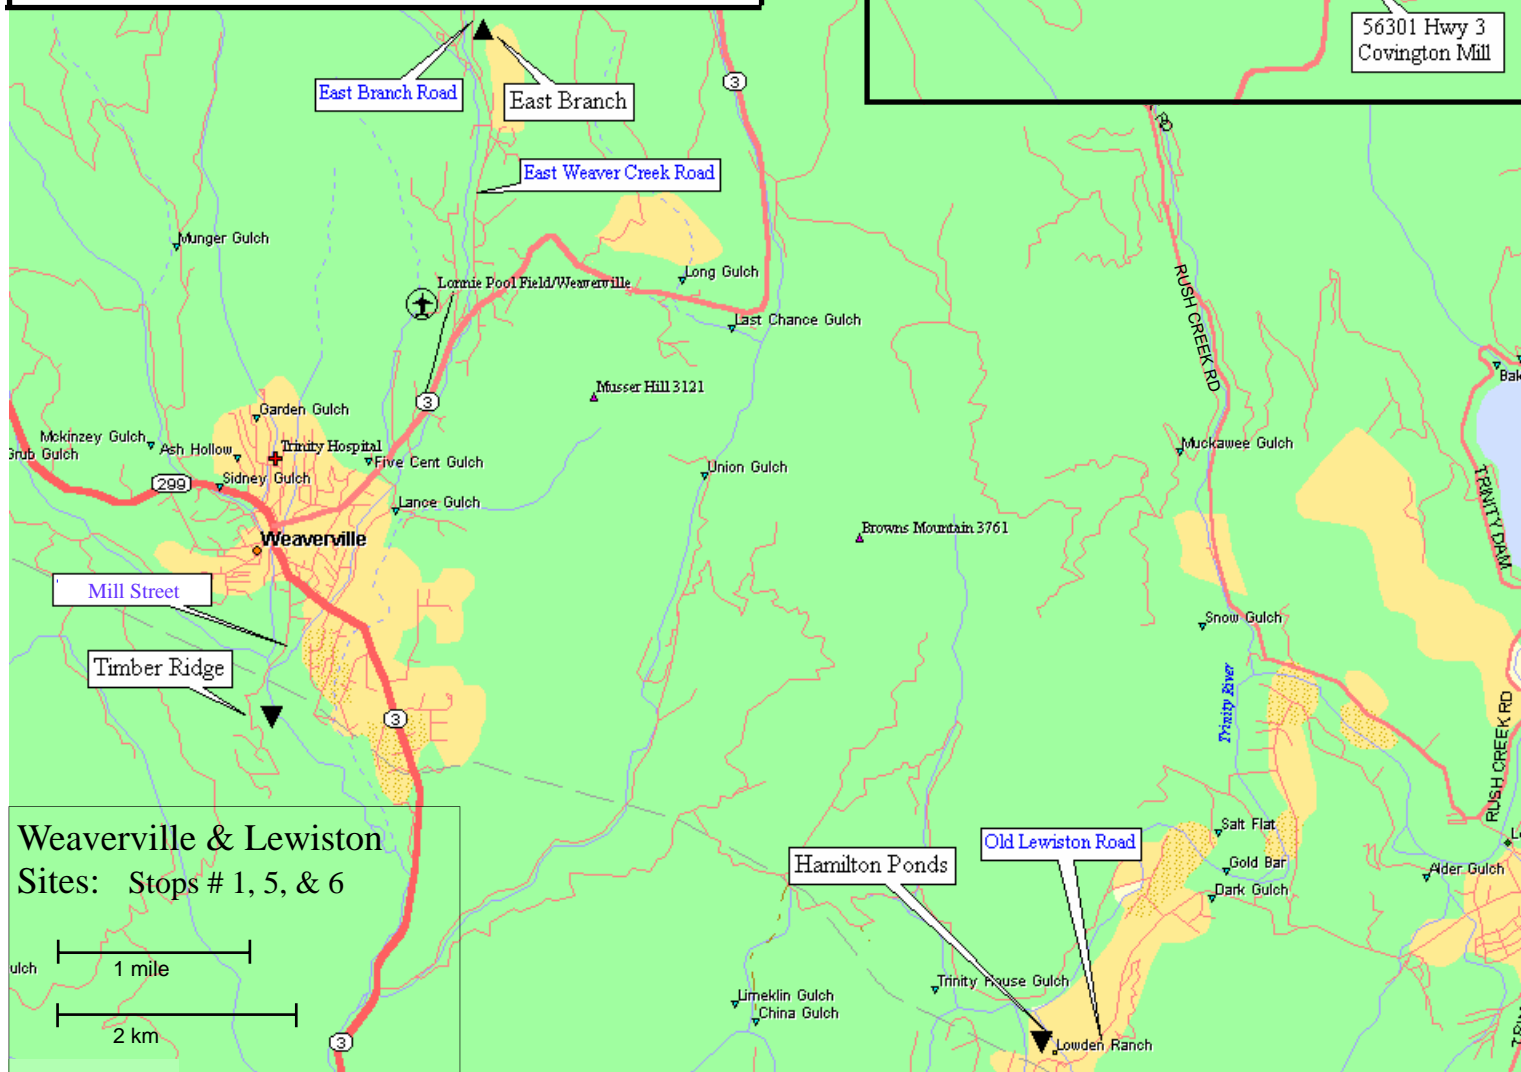 56301 Hwy 3
Covington Mill
3
East Branch Road
East Branch
East Weaver Creek Road
Munger Gulch
Long Gulch
Lonnie Pool Field/Weaverville
Last Chance Gulch
RUSH CREEK RD
Musser Hill 3121
3
Garden Gulch
Mckinzey Gulch
Ash Hollow
Trinity Hospital
Grub Gulch
Five Cent Gulch
Muckawee Gulch
Union Gulch
Sidney Gulch
299
Lance Gulch
TRINITY DAM
Browns Mountain 3761
Weaverville
Mill Street
Snow Gulch
Timber Ridge
Trinity River
3
RUSH CREEK RD
Weaverville & Lewiston
Sites: Stops # 1, 5, & 6
Salt Flat
Old Lewiston Road
Hamilton Ponds
Gold Bar
Alder Gulch
Dark Gulch
1 mile
ulch
Trinity House Gulch
Limeklin Gulch
China Gulch
2 km
3
Lowden Ranch